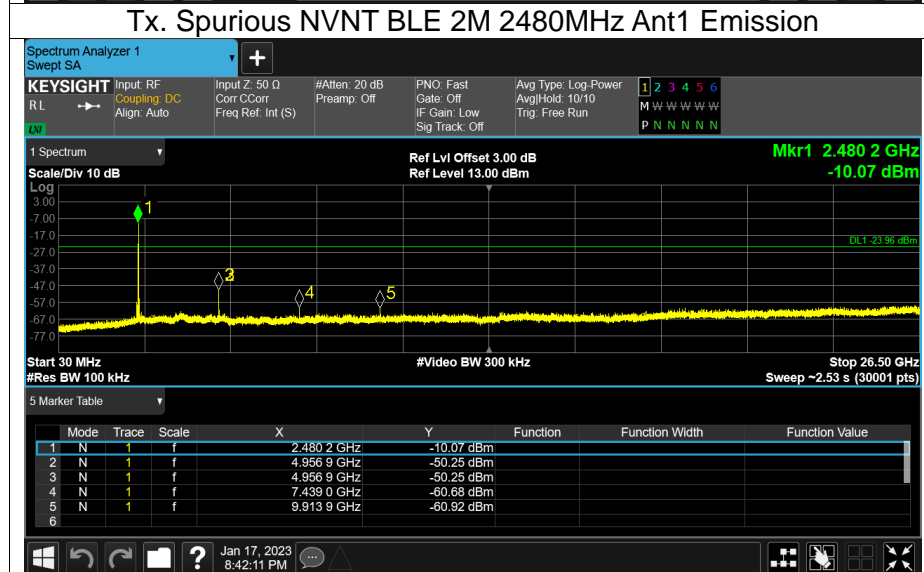 Tx. Spurious NVNT BLE 2M 2480MHz Ant1 Emission
Spectrum Analyzer 1
Swept SA
+
KEYSIGHT Input: RF Input Z: 50 Ω #Atten: 20 dB PNO: Fast Avg Type: Log-Power 1 2 3 4 5 6
RL Coupling: DC Corr CCorr Preamp: Off Gate: Off Avg|Hold: 10/10 M W W W W W
Align: Auto Freq Ref: Int (S) IF Gain: Low Trig: Free Run
LXI Sig Track: Off P N N N N N
1 Spectrum Ref Lvl Offset 3.00 dB Mkr1 2.480 2 GHz
Scale/Div 10 dB Ref Level 13.00 dBm -10.07 dBm
Log
3.00 1
-7.00
-17.0
DL1 -23.96 dBm
-27.0
-37.0
-47.0
-57.0 4 5
-67.0
-77.0
Start 30 MHz #Video BW 300 kHz Stop 26.50 GHz
#Res BW 100 kHz Sweep ~2.53 s (30001 pts)
5 Marker Table
Mode Trace Scale X Y Function Function Width Function Value
1 N 1 f 2.480 2 GHz -10.07 dBm
2 N 1 f 4.956 9 GHz -50.25 dBm
3 N 1 f 4.956 9 GHz -50.25 dBm
4 N 1 f 7.439 0 GHz -60.68 dBm
5 N 1 f 9.913 9 GHz -60.92 dBm
6
? Jan 17, 2023
8:42:11 PM